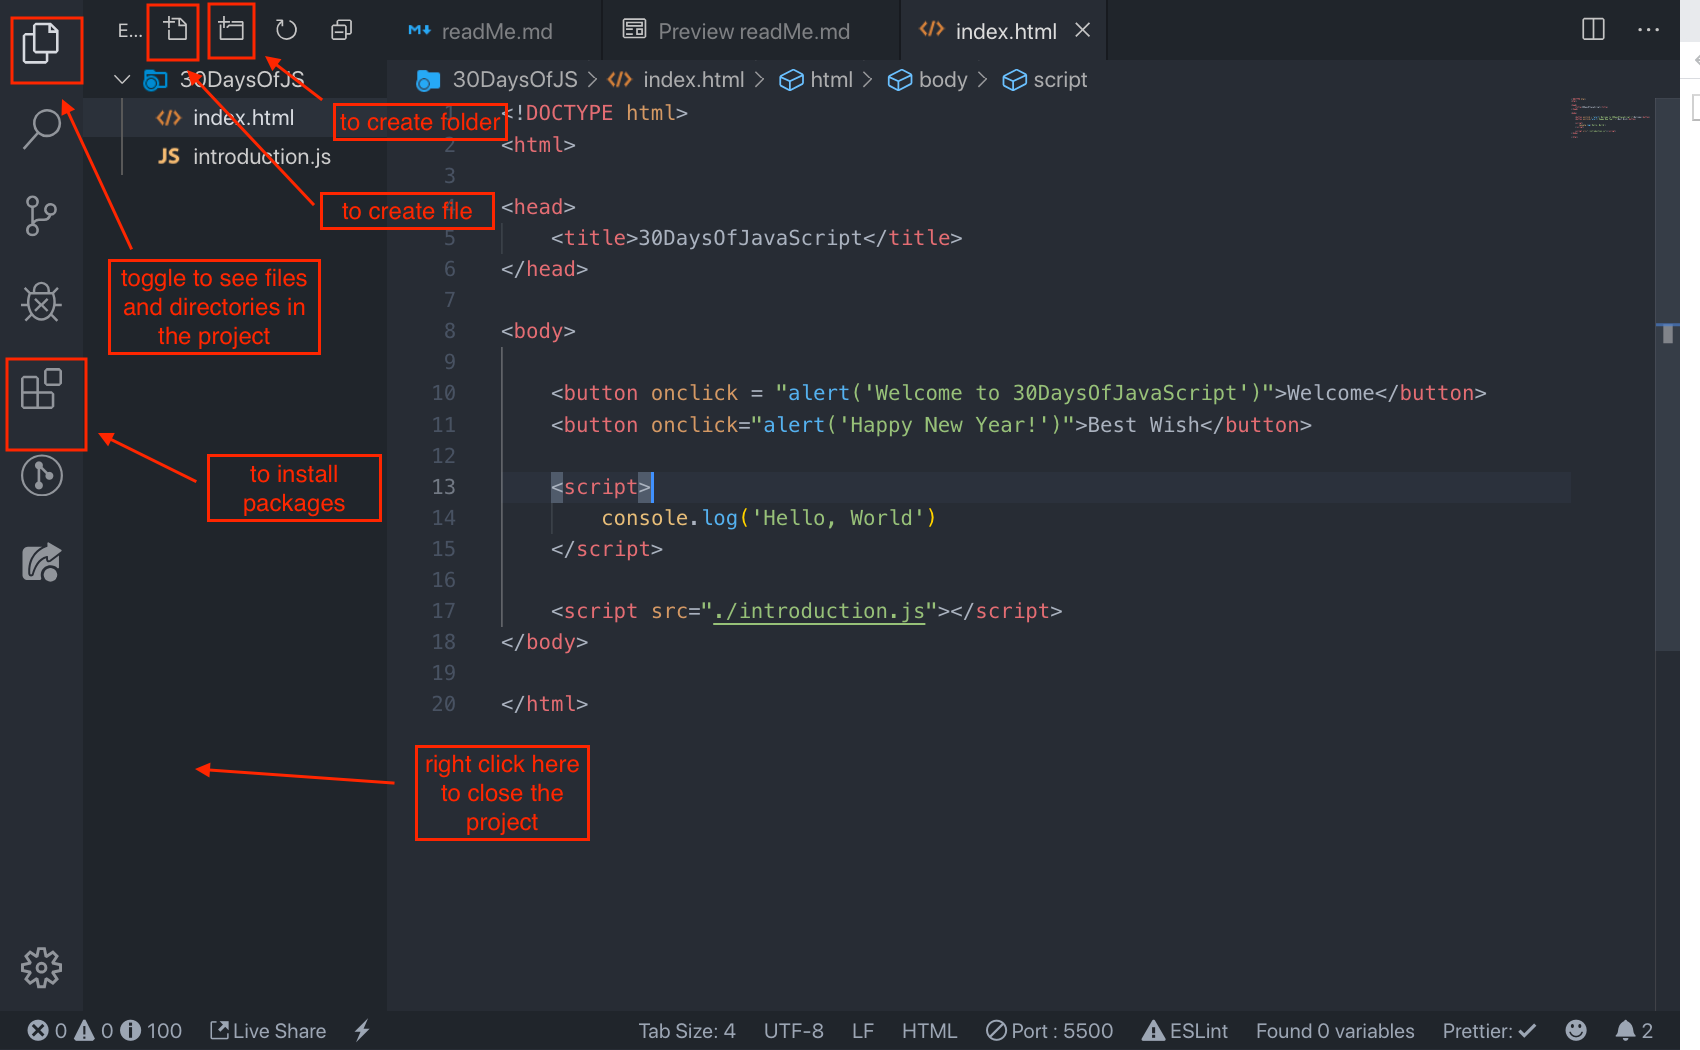 E...
readMe.md
Preview readMe.md
index.html
30DaysOfJS
index.html
JS introduction.js
30DaysOfJS > index.html > html > body > script
to create folder
to create file
toggle to see files
and directories in
the project
to install
packages
right click here
to close the
project
1 <!DOCTYPE html>
2 <html>
3
4 <head>
5 <title>30DaysOfJavaScript</title>
6 </head>
7
8 <body>
9
10 <button onclick = "alert('Welcome to 30DaysOfJavaScript')">Welcome</button>
11 <button onclick="alert('Happy New Year!')">Best Wish</button>
12
13 <script>
14 console.log('Hello, World')
15 </script>
16
17 <script src="./introduction.js"></script>
18 </body>
19
20 </html>
0 0 100 Live Share Tab Size: 4 UTF-8 LF HTML Port : 5500 ESLint Found 0 variables Prettier: 2